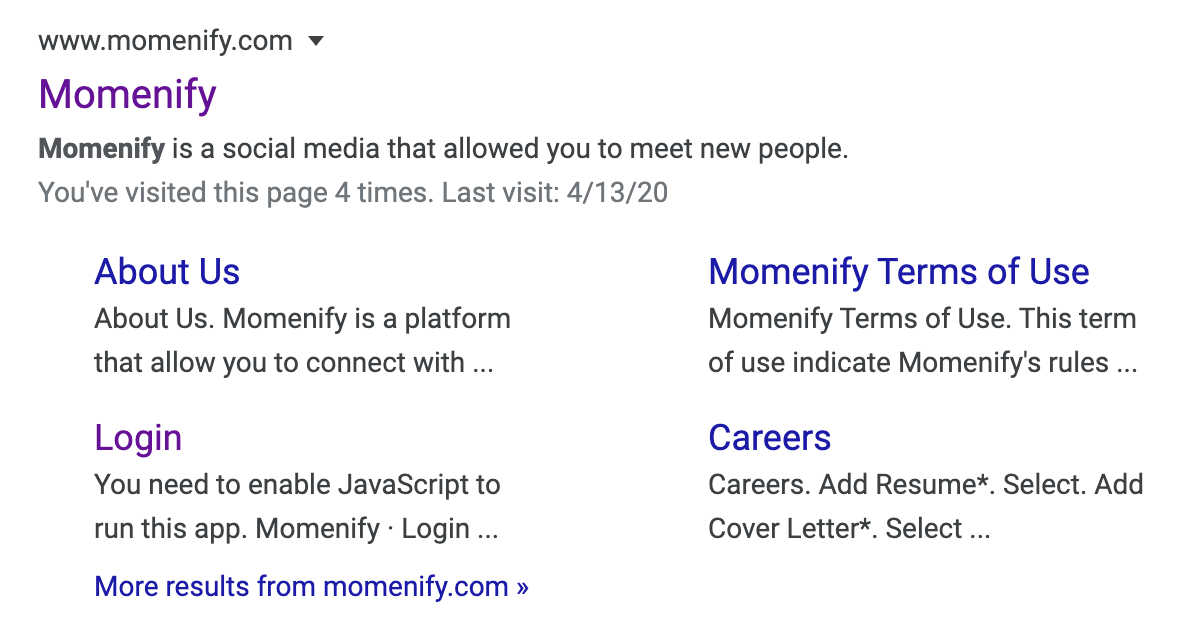 www.momenify.com
Momenify
Momenify is a social media that allowed you to meet new people.
You've visited this page 4 times. Last visit: 4/13/20
About Us
About Us. Momenify is a platform
that allow you to connect with ...
Momenify Terms of Use
Momenify Terms of Use. This term
of use indicate Momenify's rules ...
Login
You need to enable JavaScript to
run this app. Momenify · Login ...
Careers
Careers. Add Resume*. Select. Add
Cover Letter*. Select ...
More results from momenify.com »